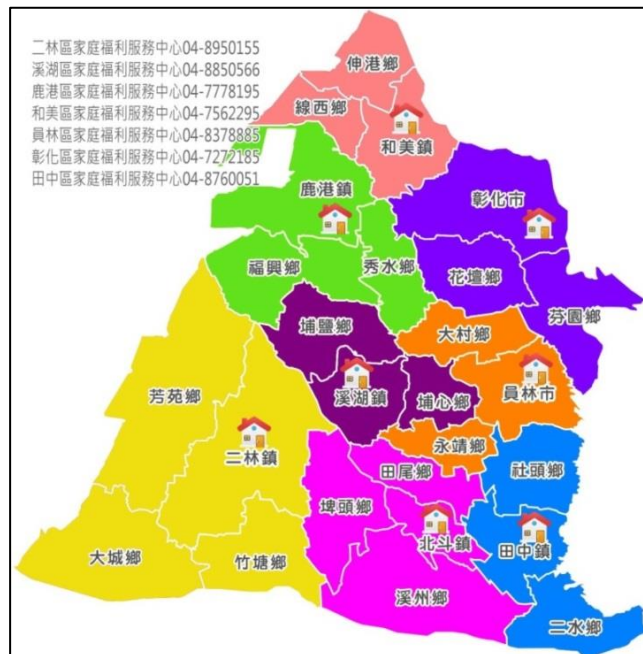 二林區家庭福利服務中心04-8950155
溪湖區家庭福利服務中心04-8850566
鹿港區家庭福利服務中心04-7778195
和美區家庭福利服務中心04-7562295
員林區家庭福利服務中心04-8378885
彰化區家庭福利服務中心04-7272185
田中區家庭福利服務中心04-8760051
伸港鄉
線西鄉
和美鎮
鹿港鎮
彰化市
福興鄉
秀水鄉
花壇鄉
芬園鄉
埔鹽鄉
大村鄉
芳苑鄉
溪湖鎮
埔心鄉
員林市
二林鎮
永靖鄉
田尾鄉
社頭鄉
埤頭鄉
北斗鎮
田中鎮
大城鄉
竹塘鄉
溪州鄉
二水鄉